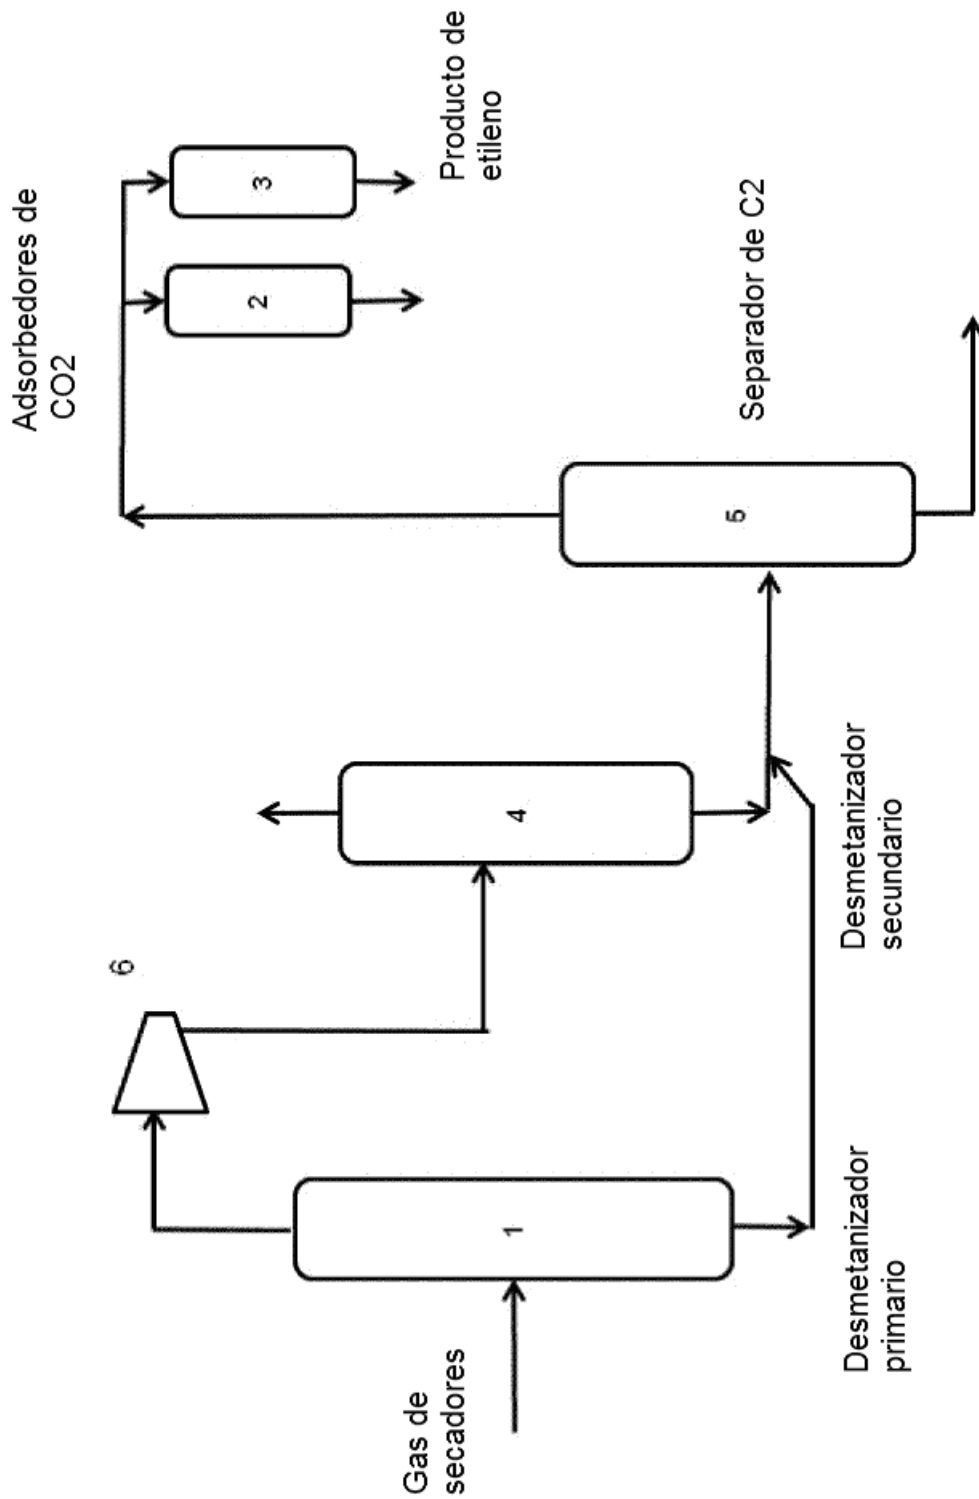 Gas de
secadores
1
Desmetanizador
primario
6
4
Desmetanizador
secundario
5
Separador de C2
Adsorbedores de
CO2
2
3
Producto de
etileno